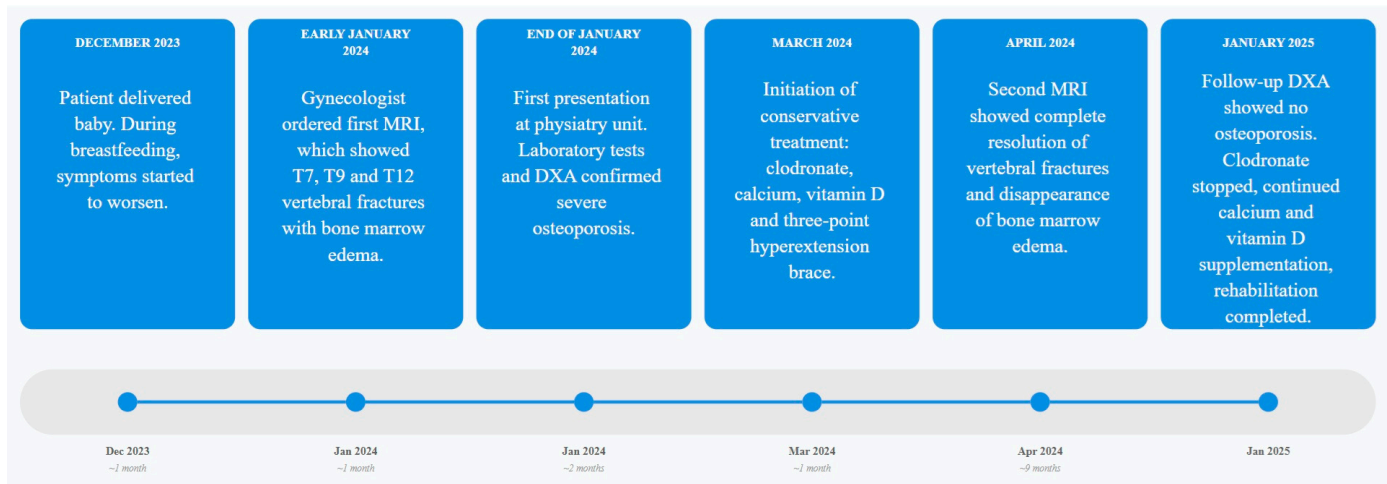 DECEMBER 2023
Patient delivered
baby. During
breastfeeding,
symptoms started
to worsen.
EARLY JANUARY
2024
Gynecologist
ordered first MRI,
which showed
T7, T9 and T12
vertebral fractures
with bone marrow
edema.
END OF JANUARY
2024
First presentation
at physiatry unit.
Laboratory tests
and DXA confirmed
severe
osteoporosis.
MARCH 2024
Initiation of
conservative
treatment:
clodronate,
calcium, vitamin D
and three-point
hyperextension
brace.
APRIL 2024
Second MRI
showed complete
resolution of
vertebral fractures
and disappearance
of bone marrow
edema.
JANUARY 2025
Follow-up DXA
showed no
osteoporosis.
Clodronate
stopped, continued
calcium and
vitamin D
supplementation,
rehabilitation
completed.
Dec 2023
~1 month
Jan 2024
~1 month
Jan 2024
~2 months
Mar 2024
~1 month
Apr 2024
~9 months
Jan 2025